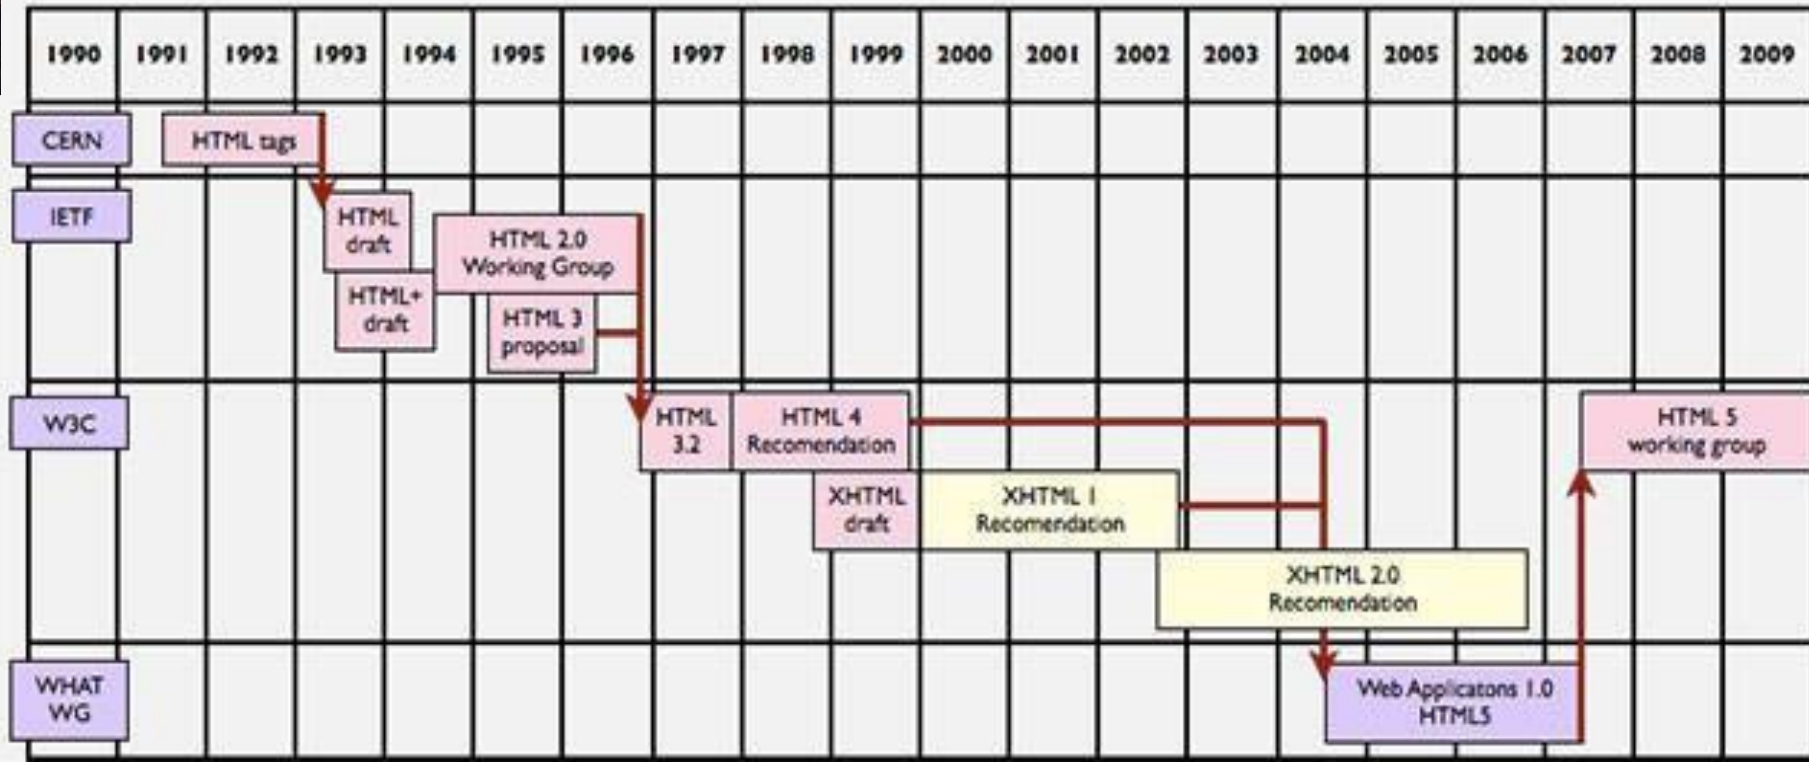 1990 1991 1992 1993 1994 1995 1996 1997 1998 1999 2000 2001 2002 2003 2004 2005 2006 2007 2008 2009
CERN
HTML tags
IETF
HTML
draft
HTML 2.0
Working Group
HTML+
draft
HTML 3
proposal
W3C
HTML
3.2
HTML 4
Recomendation
HTML 5
working group
XHTML
draft
XHTML 1
Recomendation
XHTML 2.0
Recomendation
WHAT
WG
Web Applicatons 1.0
HTML5